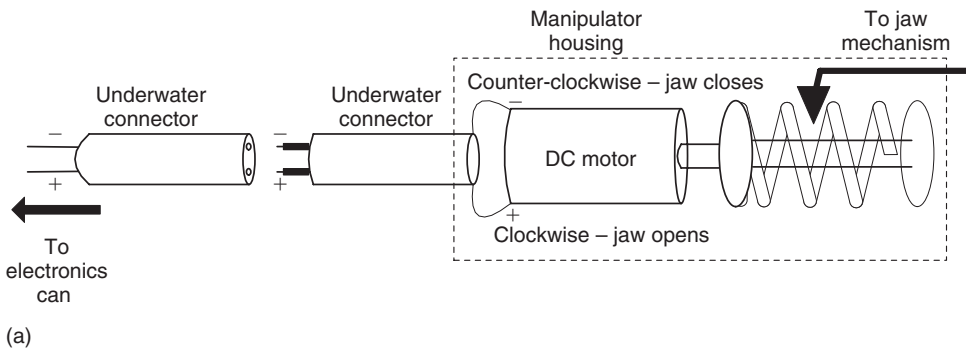 Manipulator
housing
To jaw
mechanism
Counter-clockwise – jaw closes
Underwater
connector
Underwater
connector
–
–
–
DC motor
+
+
+
Clockwise – jaw opens
To
electronics
can
(a)